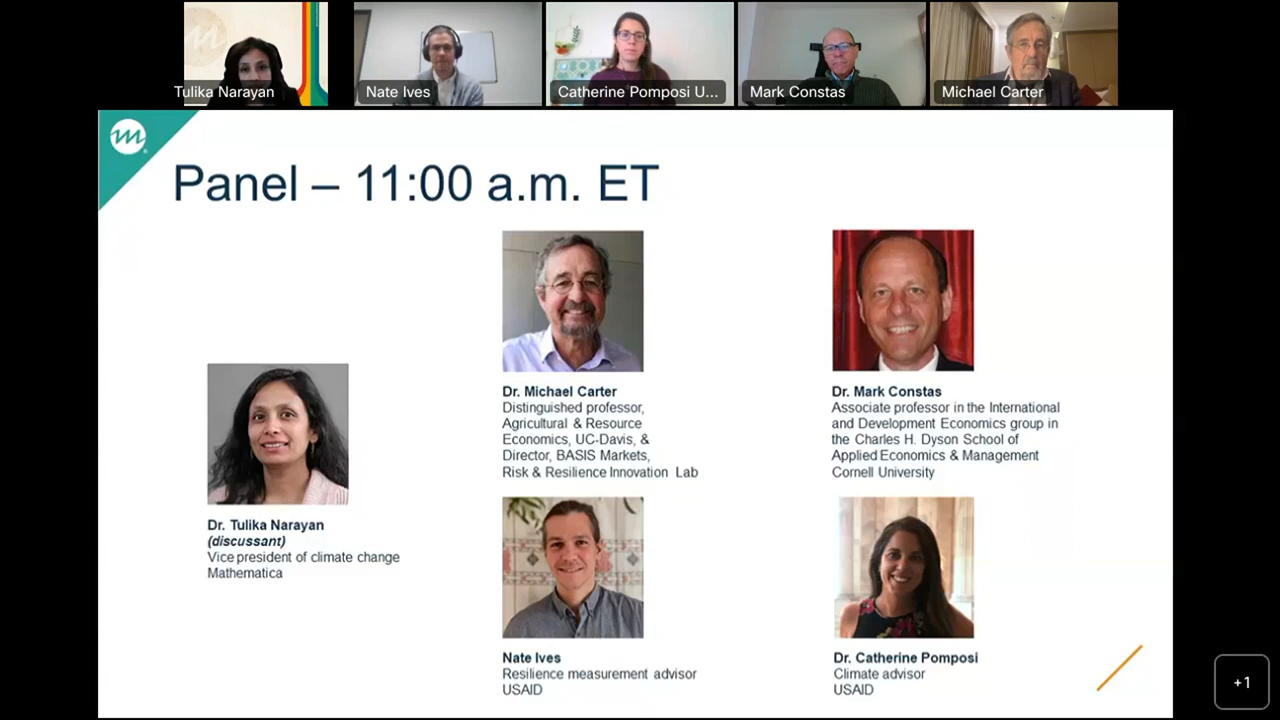 Tulika Narayan
Nate Ives
Catherine Pomposi U...
Mark Constas
Michael Carter
Panel – 11:00 a.m. ET
Dr. Tulika Narayan
(discussant)
Vice president of climate change
Mathematica
Dr. Michael Carter
Distinguished professor,
Agricultural & Resource
Economics, UC-Davis, &
Director, BASIS Markets,
Risk & Resilience Innovation Lab
Dr. Mark Constas
Associate professor in the International
and Development Economics group in
the Charles H. Dyson School of
Applied Economics & Management
Cornell University
Nate Ives
Resilience measurement advisor
USAID
Dr. Catherine Pomposi
Climate advisor
USAID
+1